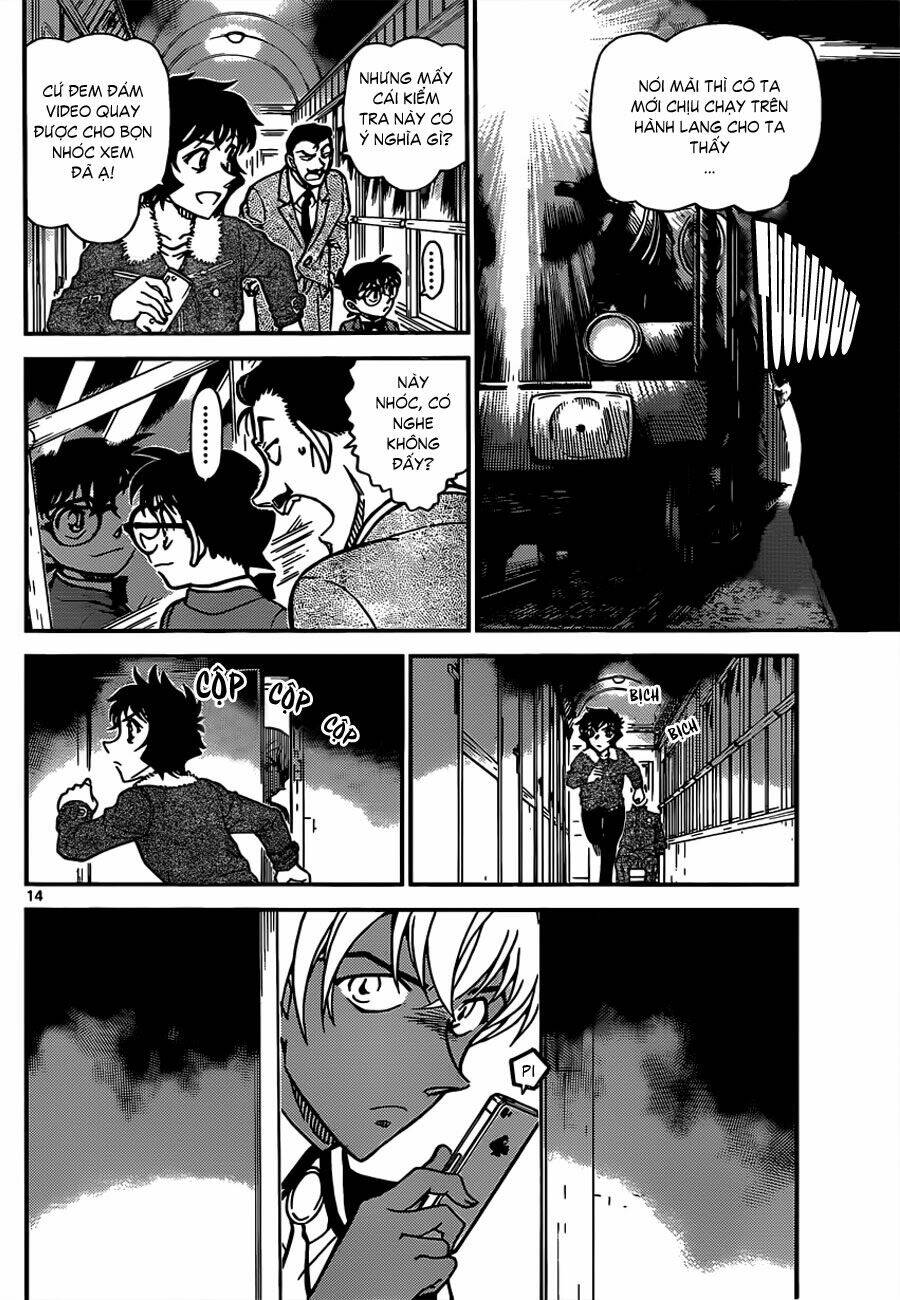 NÓI MÃI THÌ CÔ TA
MỚI CHỊU CHẠY TRÊN
HÀNH LANG CHO TA
THẤY
...
NHƯNG MẤY
CÁI KIỂM
TRA NÀY CÓ
Ý NGHĨA GÌ?
CỨ ĐEM ĐÁM
VIDEO QUAY
ĐƯỢC CHO BỌN
NHÓC XEM
ĐÃ Ạ!
......
NÀY
NHÓC, CÓ
NGHE
KHÔNG
ĐẤY?
......
BỊCH
BỊCH
CỘP
CỘP
CỘP
14
PI